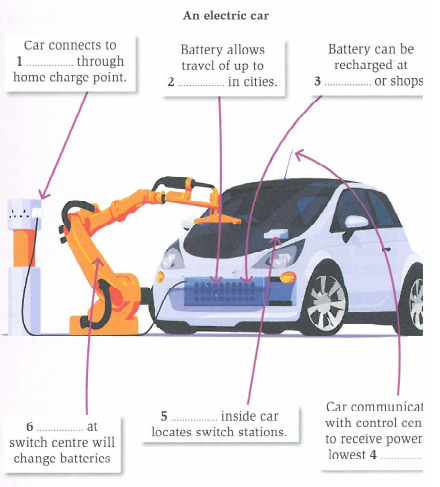 An electric car
Car connects to
1 ................ through
home charge point.
Battery allows
travel of up to
2 ................ in cities.
Battery can be
recharged at
3 ................ or shops
6 ................ at
switch centre will
change batteries
5 ................ inside car
locates switch stations.
Car communicat
with control cen
to receive power
lowest 4 ................